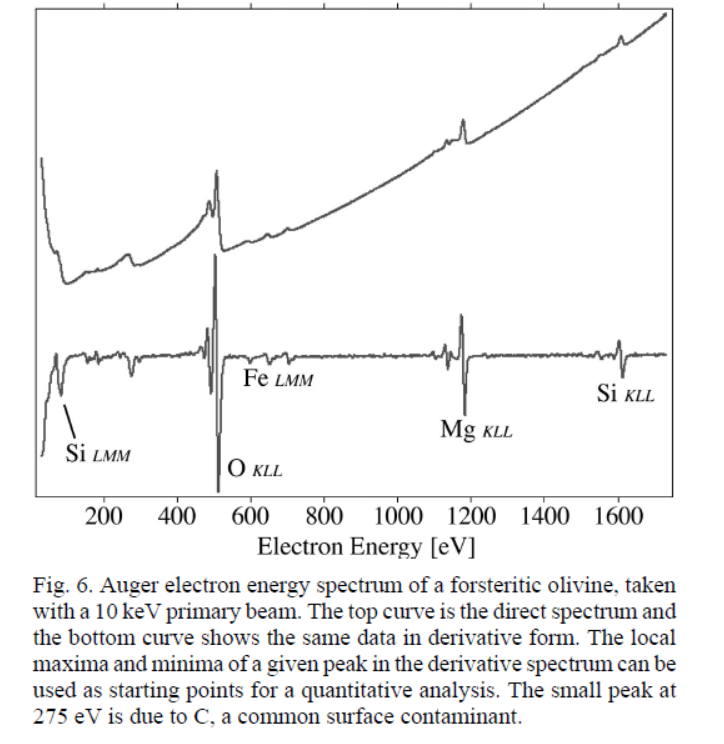 Fe LMM
Si KLL
Mg KLL
Si LMM
O KLL
200 400 600 800 1000 1200 1400 1600
Electron Energy [eV]
Fig. 6. Auger electron energy spectrum of a forsteritic olivine, taken
with a 10 keV primary beam. The top curve is the direct spectrum and
the bottom curve shows the same data in derivative form. The local
maxima and minima of a given peak in the derivative spectrum can be
used as starting points for a quantitative analysis. The small peak at
275 eV is due to C, a common surface contaminant.